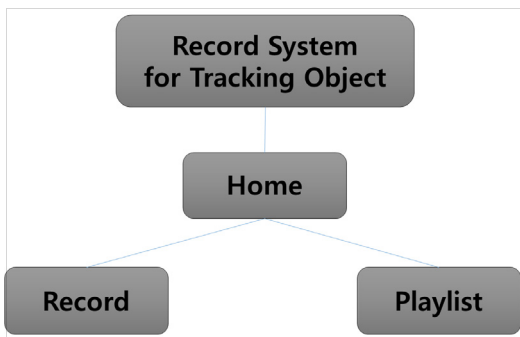 Record System
for Tracking Object
Home
Record
Playlist